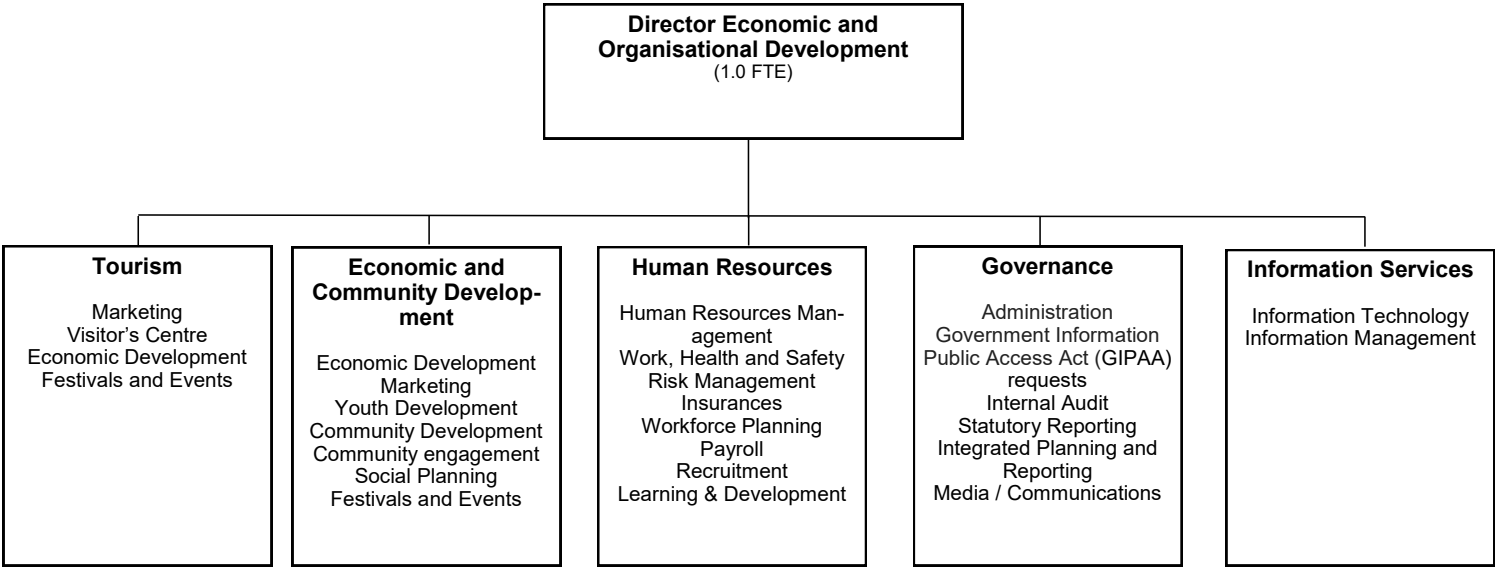 Director Economic and
Organisational Development
(1.0 FTE)
Tourism
Marketing
Visitor’s Centre
Economic Development
Festivals and Events
Economic and
Community Develop-
ment
Economic Development
Marketing
Youth Development
Community Development
Community engagement
Social Planning
Festivals and Events
Human Resources
Human Resources Man-
agement
Work, Health and Safety
Risk Management
Insurances
Workforce Planning
Payroll
Recruitment
Learning & Development
Governance
Administration
Government Information
Public Access Act (GIPAA)
requests
Internal Audit
Statutory Reporting
Integrated Planning and
Reporting
Media / Communications
Information Services
Information Technology
Information Management